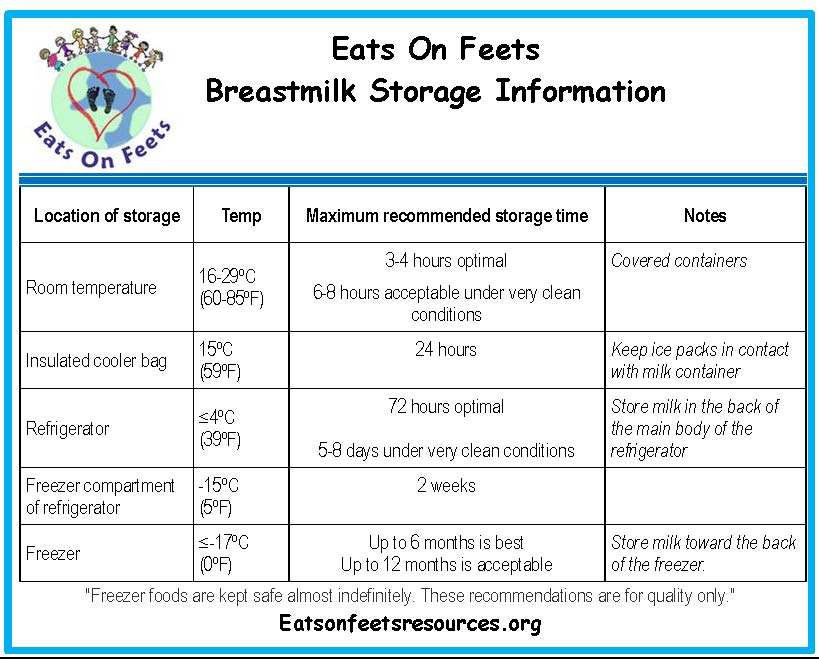 Eats On Feets
Eats On Feets
Breastmilk Storage Information
Location of storage
Temp
Maximum recommended storage time
Notes
Room temperature
16-29ºC
(60-85ºF)
3-4 hours optimal
6-8 hours acceptable under very clean
conditions
Covered containers
Insulated cooler bag
15ºC
(59ºF)
24 hours
Keep ice packs in contact
with milk container
Refrigerator
≤4ºC
(39ºF)
72 hours optimal
5-8 days under very clean conditions
Store milk in the back of
the main body of the
refrigerator
Freezer compartment
of refrigerator
-15ºC
(5ºF)
2 weeks
Freezer
≤-17ºC
(0ºF)
Up to 6 months is best
Up to 12 months is acceptable
Store milk toward the back
of the freezer.
"Freezer foods are kept safe almost indefinitely. These recommendations are for quality only."
Eatsonfeetsresources.org